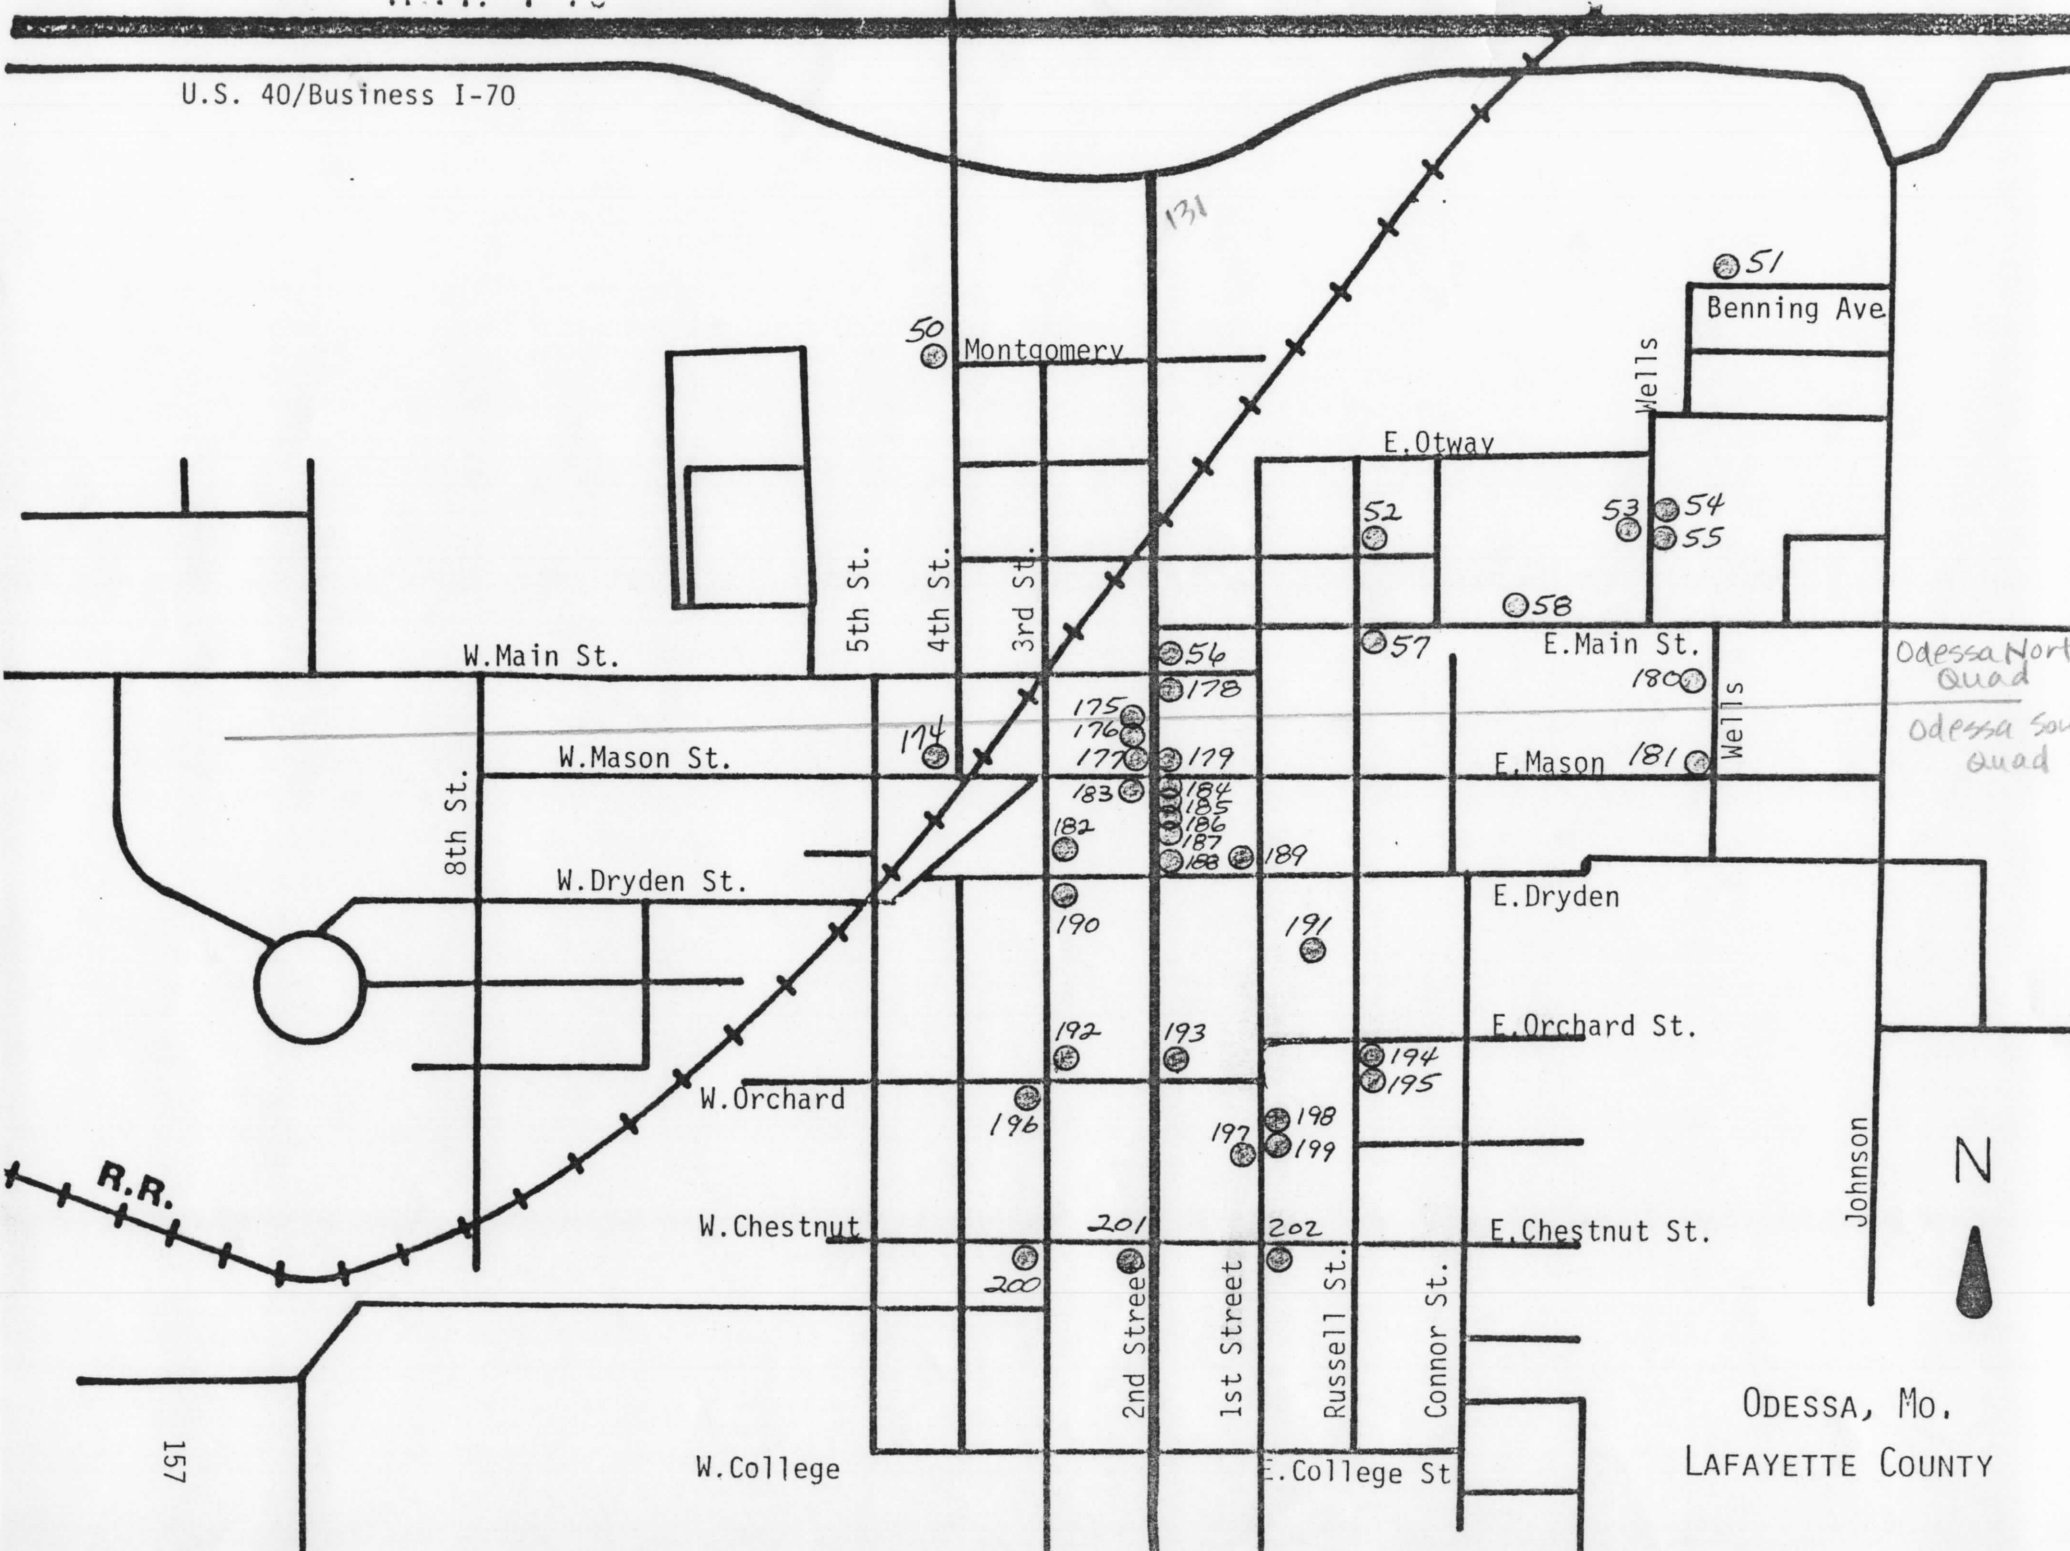 U.S. 40/Business I-70
131
51
Benning Ave
50
Montgomery
Wells
E.Otway
52
53
54
55
58
5th St.
4th St.
3rd St.
W.Main St.
56
57
E.Main St.
Odessa Nort
Quad
178
180
175
176
174
177
179
W.Mason St.
E.Mason
181
Wells
Odessa Sou
Quad
183
184
185
186
187
188
189
182
8th St.
W.Dryden St.
E.Dryden
190
191
192
193
E.Orchard St.
194
195
W.Orchard
196
197
198
199
Johnson
N
R.R.
W.Chestnut
201
202
E.Chestnut St.
200
2nd Street
1st Street
Russell St.
Connor St.
157
W.College
E.College St
ODESSA, MO.
LAFAYETTE COUNTY